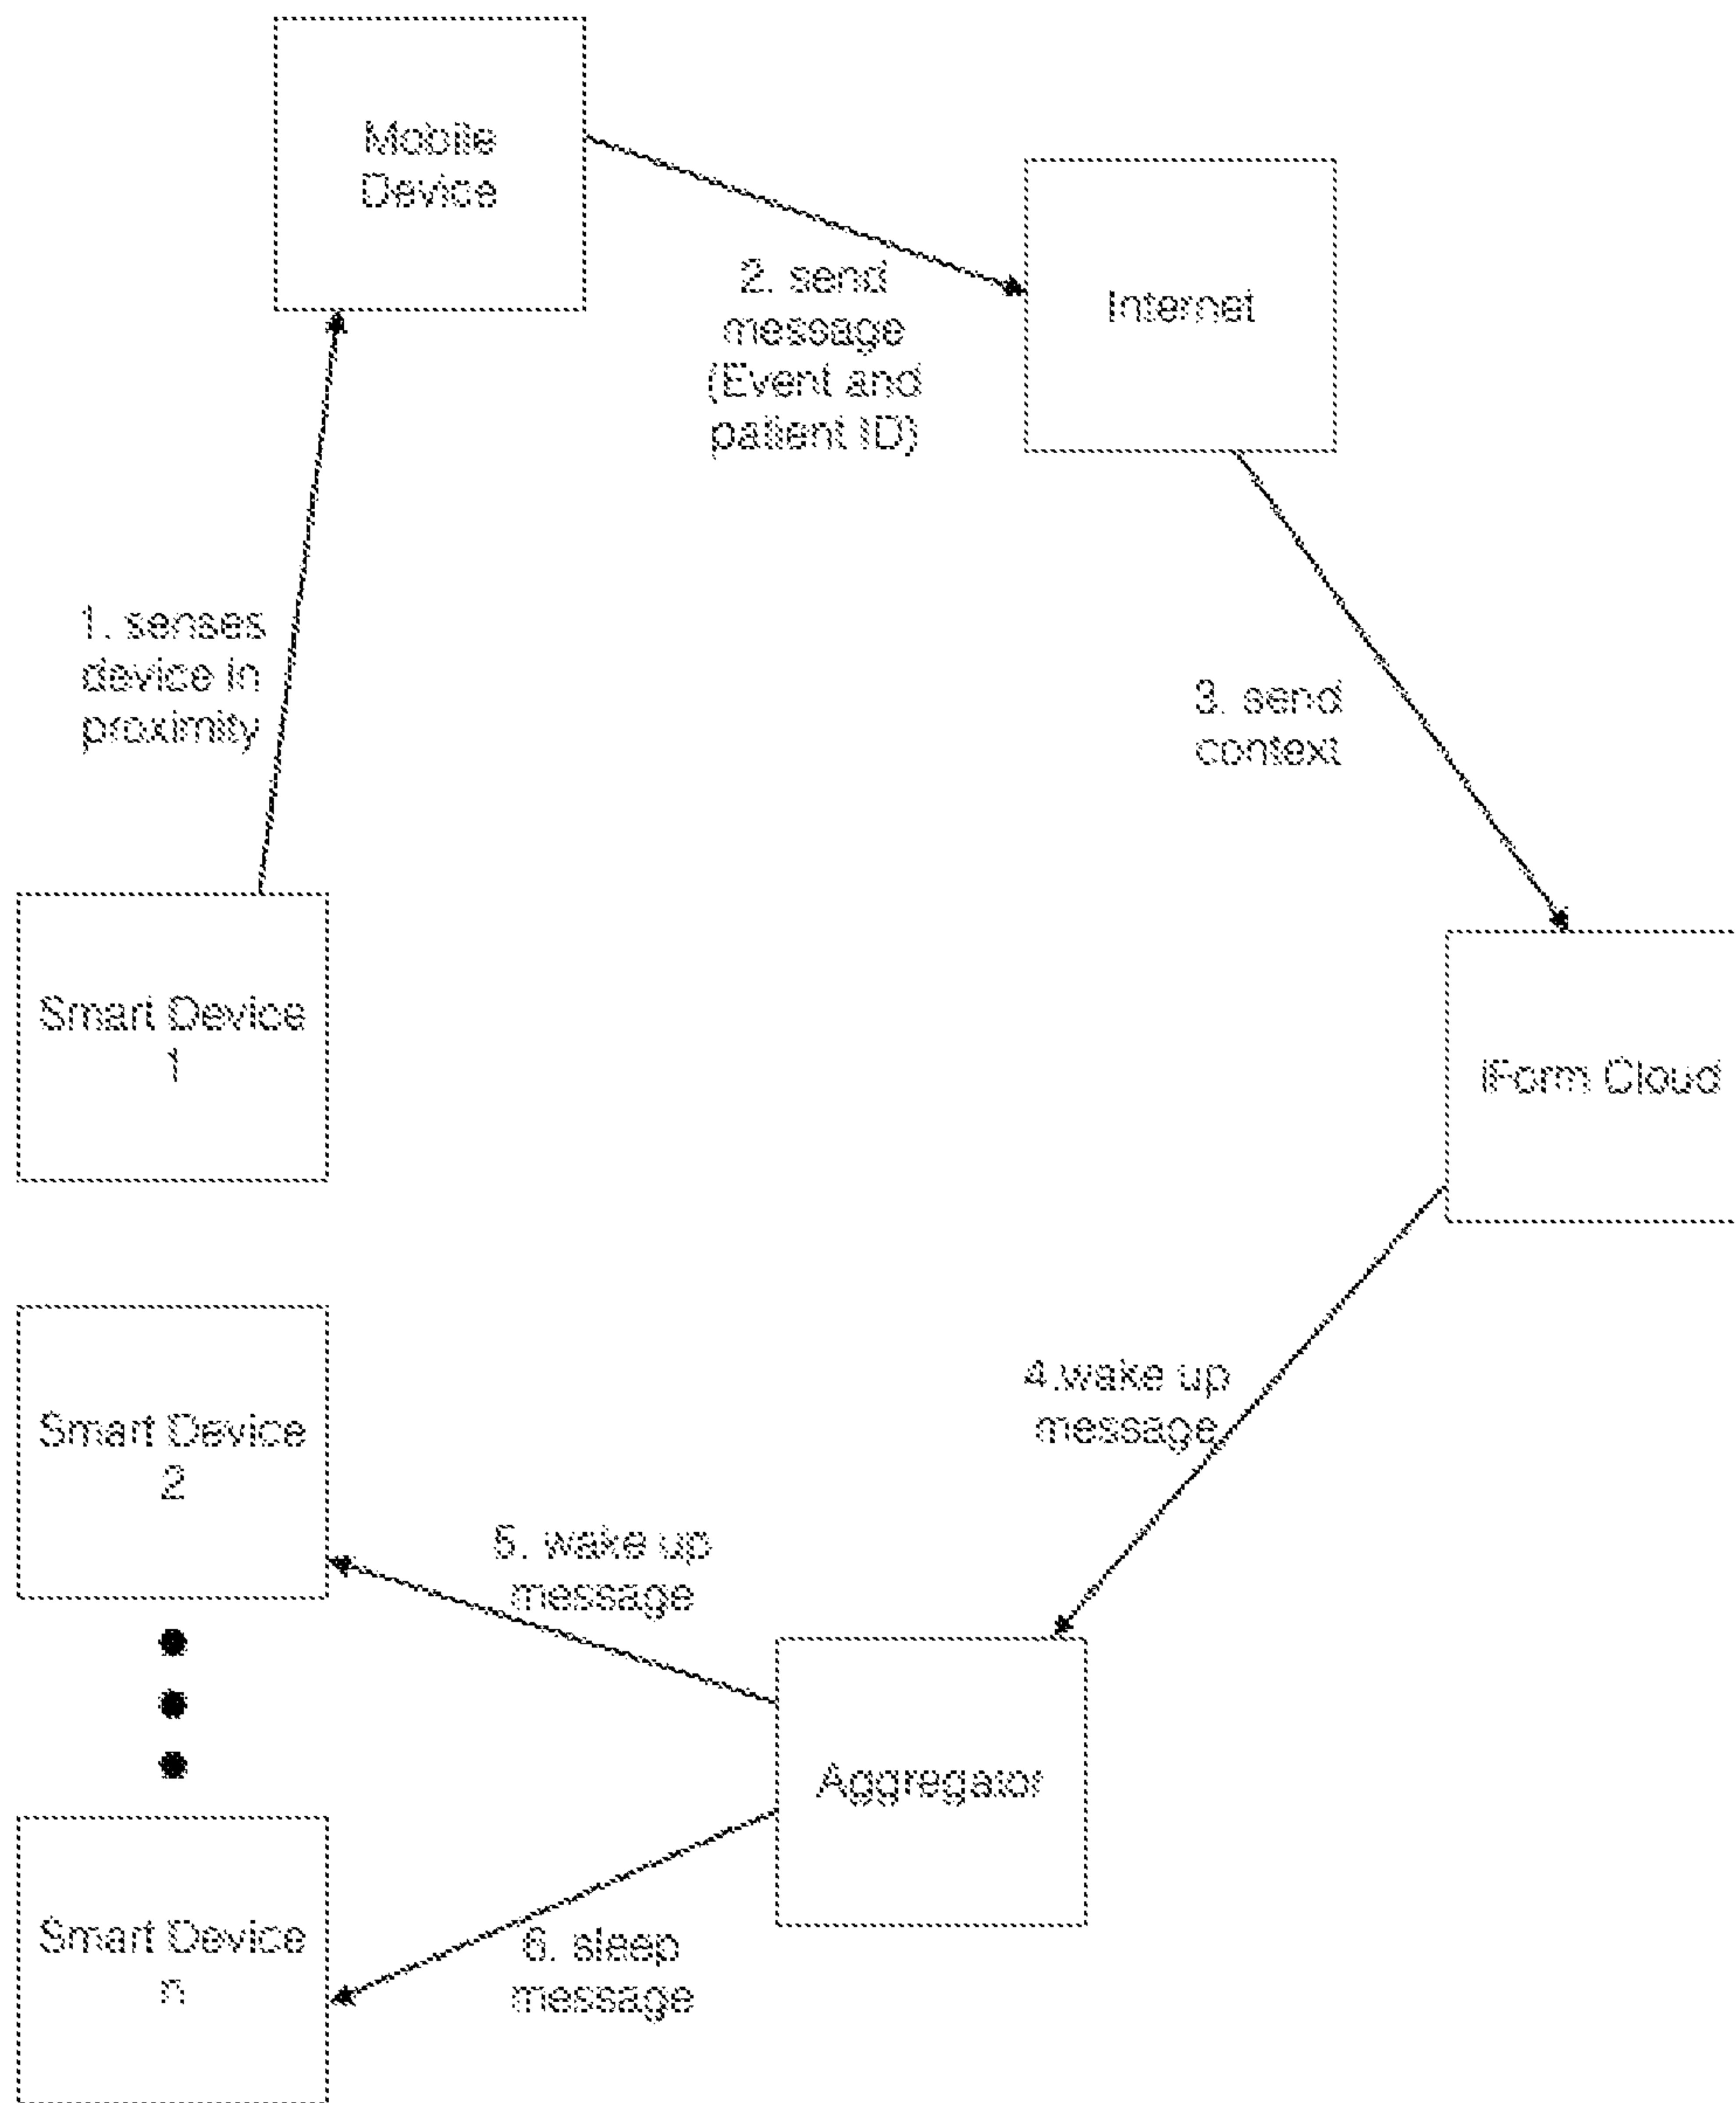 Mobile
Device
Internet
2. send
message
(Event and
patient ID)
1. senses
device in
proximity
3. send
context
Smart Device
1
iForm Cloud
Smart Device
2
4.wake up
message
5. wake up
message
Aggregator
Smart Device
n
6. sleep
message